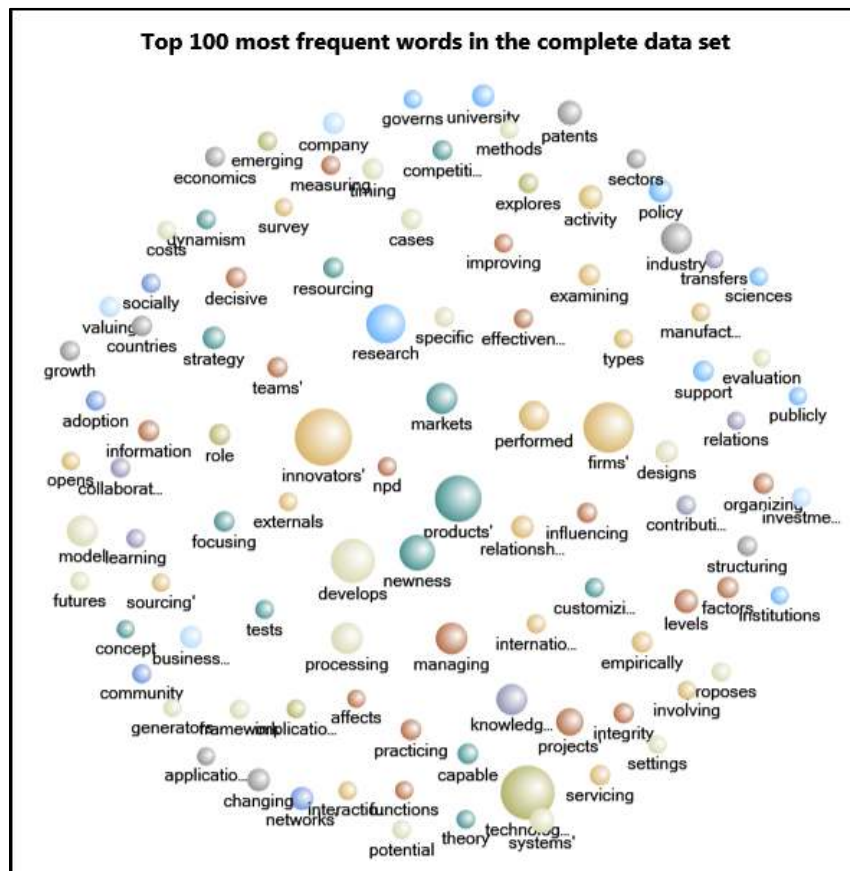 Top 100 most frequent words in the complete data set
governs
university
patents
company
methods
emerging
economics
measuring
timing
competiti...
sectors
explores
activity
policy
survey
cases
costs
dynamism
improving
industry
transfers
sciences
resourcing
decisive
socially
examining
valuing
countries
manufact...
research
specific
effectiven...
types
strategy
growth
teams'
evaluation
support
publicly
adoption
markets
information
role
performed
firms'
relations
opens
collaborat...
innovators'
npd
designs
organizing
investme...
externals
products'
influencing
contributi...
focusing
relationsh...
model
learning
newness
structuring
futures
sourcing'
develops
customizi...
levels
factors
institutions
tests
concept
business...
processing
managing
internatio...
empirically
community
roposes
involving
generators
framework
implicatio...
affects
knowledg...
projects'
integrity
practicing
settings
applicatio...
capable
changing
networks'
interactin
functions
servicing
theory
technolog...
systems'
potential